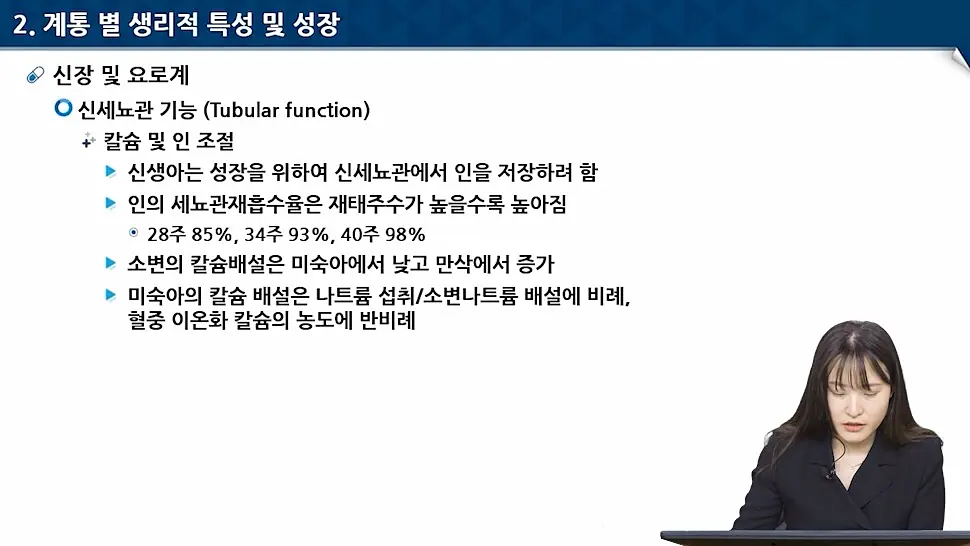 2. 계통 별 생리적 특성 및 성장
신장 및 요로계
신세뇨관 기능 (Tubular function)
칼슘 및 인 조절
신생아는 성장을 위하여 신세뇨관에서 인을 저장하려 함
인의 세뇨관재흡수율은 재태주수가 높을수록 높아짐
28주 85%, 34주 93%, 40주 98%
소변의 칼슘배설은 미숙아에서 낮고 만삭에서 증가
미숙아의 칼슘 배설은 나트륨 섭취/소변나트륨 배설에 비례,
혈중 이온화 칼슘의 농도에 반비례